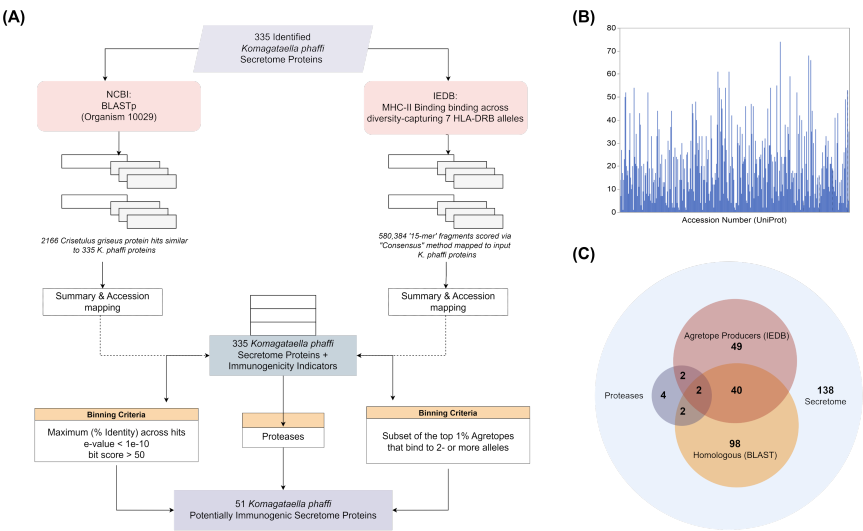 (A)
335 Identified
Komagataella phaffi
Secretome Proteins
NCBI:
BLASTp
(Organism 10029)
IEDB:
MHC-II Binding binding across
diversity-capturing 7 HLA-DRB alleles
2166 Crisetulus griseus protein hits similar
to 335 K. phaffi proteins
580,384 '15-mer' fragments scored via
"Consensus" method mapped to input
K. phaffi proteins
Summary & Accession
mapping
Summary & Accession
mapping
335 Komagataella phaffi
Secretome Proteins +
Immunogenicity Indicators
Binning Criteria
Maximum (% Identity) across hits
e-value < 1e-10
bit score > 50
Proteases
Binning Criteria
Subset of the top 1% Agretopes
that bind to 2- or more alleles
51 Komagataella phaffi
Potentially Immunogenic Secretome Proteins
(B)
80
70
60
50
40
30
20
10
0
Accession Number (UniProt)
(C)
Agretope Producers (IEDB)
49
2
Proteases
4
2
40
138
Secretome
2
98
Homologous (BLAST)